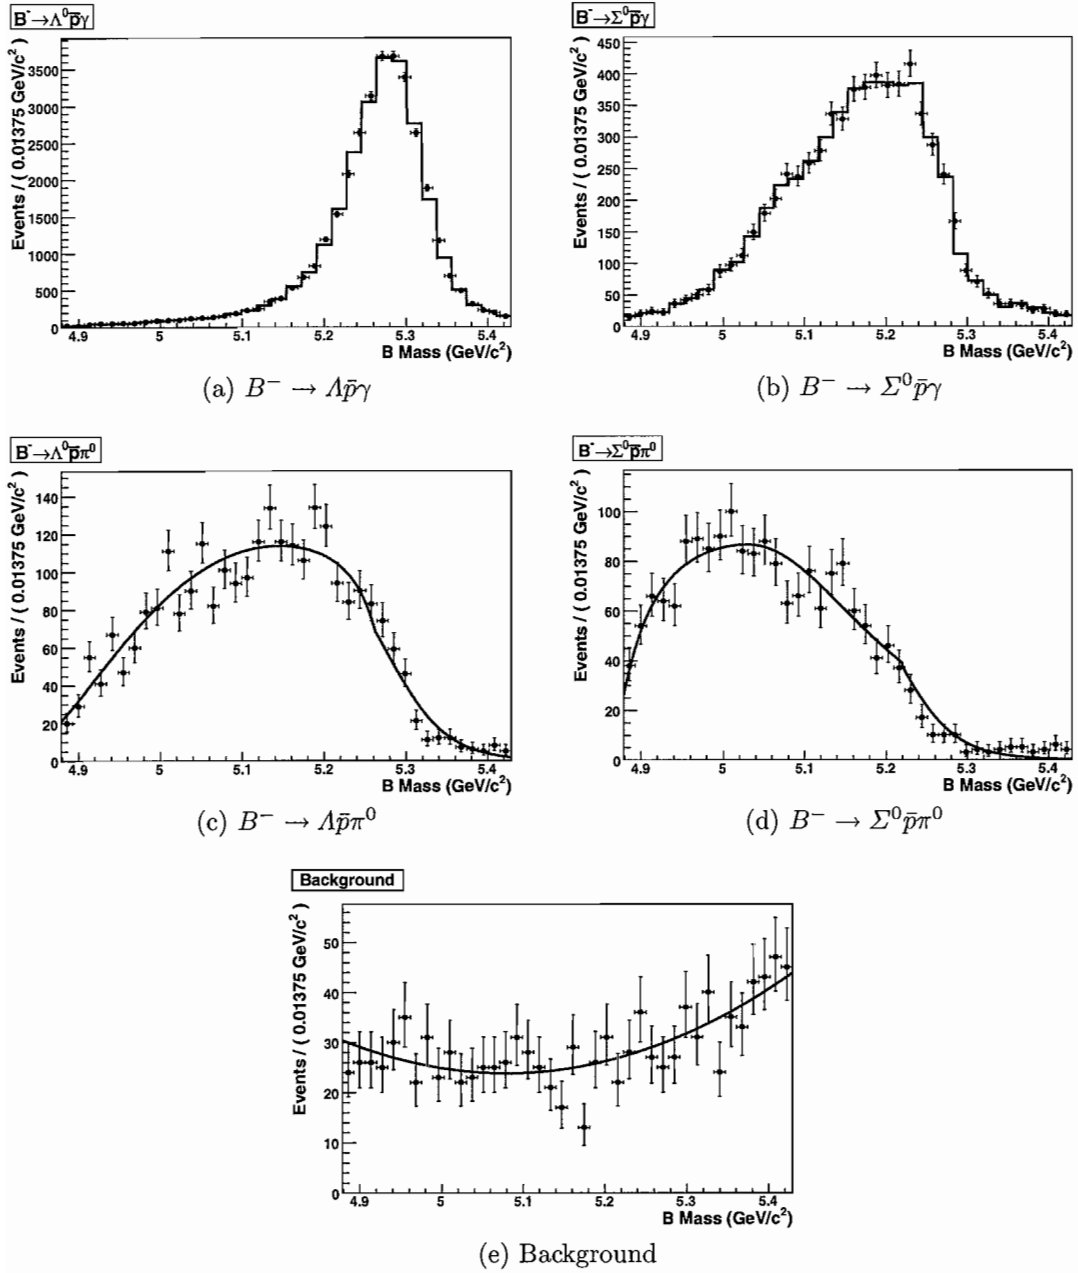 B⁻→Λ⁰p̄γ
Events / ( 0.01375 GeV/c² )
3500
3000
2500
2000
1500
1000
500
0
4.9 5 5.1 5.2 5.3 5.4
B Mass (GeV/c²)
(a) B⁻ → Λp̄γ
B⁻→Σ⁰p̄γ
Events / ( 0.01375 GeV/c² )
450
400
350
300
250
200
150
100
50
0
4.9 5 5.1 5.2 5.3 5.4
B Mass (GeV/c²)
(b) B⁻ → Σ⁰p̄γ
B⁻→Λ⁰p̄π⁰
Events / ( 0.01375 GeV/c² )
140
120
100
80
60
40
20
0
4.9 5 5.1 5.2 5.3 5.4
B Mass (GeV/c²)
(c) B⁻ → Λp̄π⁰
B⁻→Σ⁰p̄π⁰
Events / ( 0.01375 GeV/c² )
100
80
60
40
20
0
4.9 5 5.1 5.2 5.3 5.4
B Mass (GeV/c²)
(d) B⁻ → Σ⁰p̄π⁰
Background
Events / ( 0.01375 GeV/c² )
50
40
30
20
10
0
4.9 5 5.1 5.2 5.3 5.4
B Mass (GeV/c²)
(e) Background